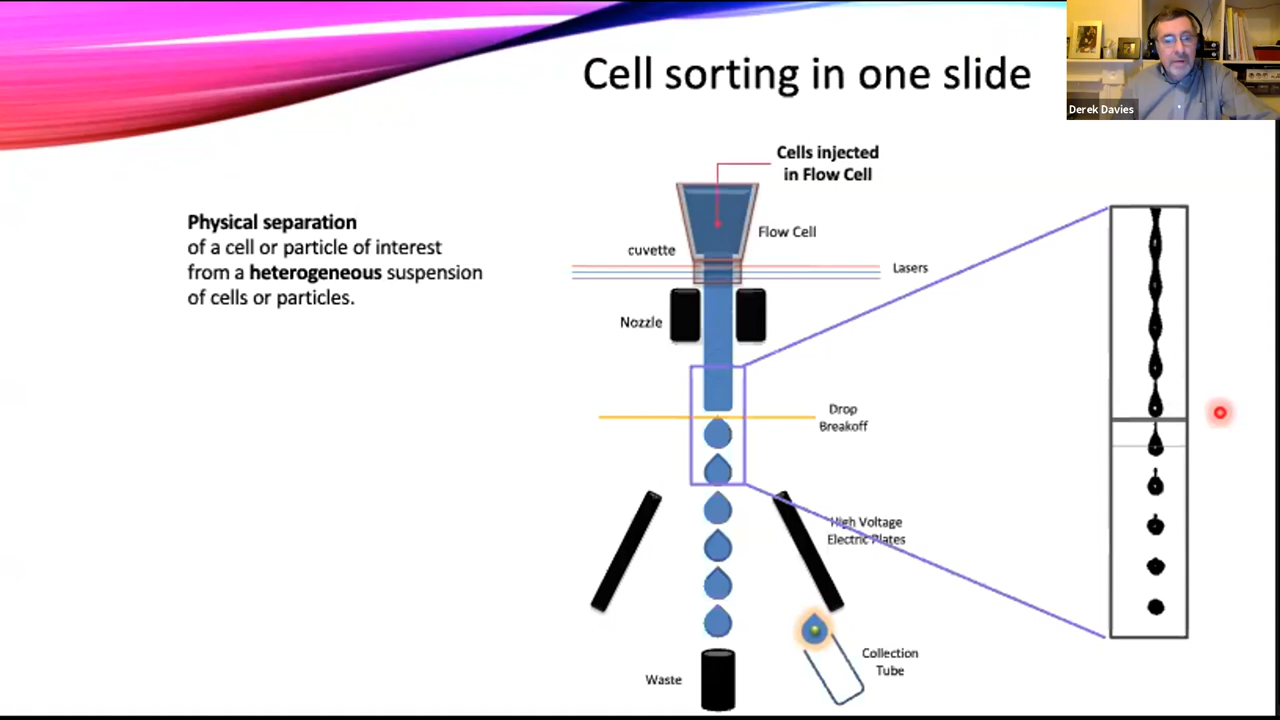 Cell sorting in one slide
Derek Davies
Cells injected
in Flow Cell
Physical separation
of a cell or particle of interest
from a heterogeneous suspension
of cells or particles.
Flow Cell
cuvette
Lasers
Nozzle
Drop
Breakoff
High Voltage
Electric Plates
Collection
Tube
Waste